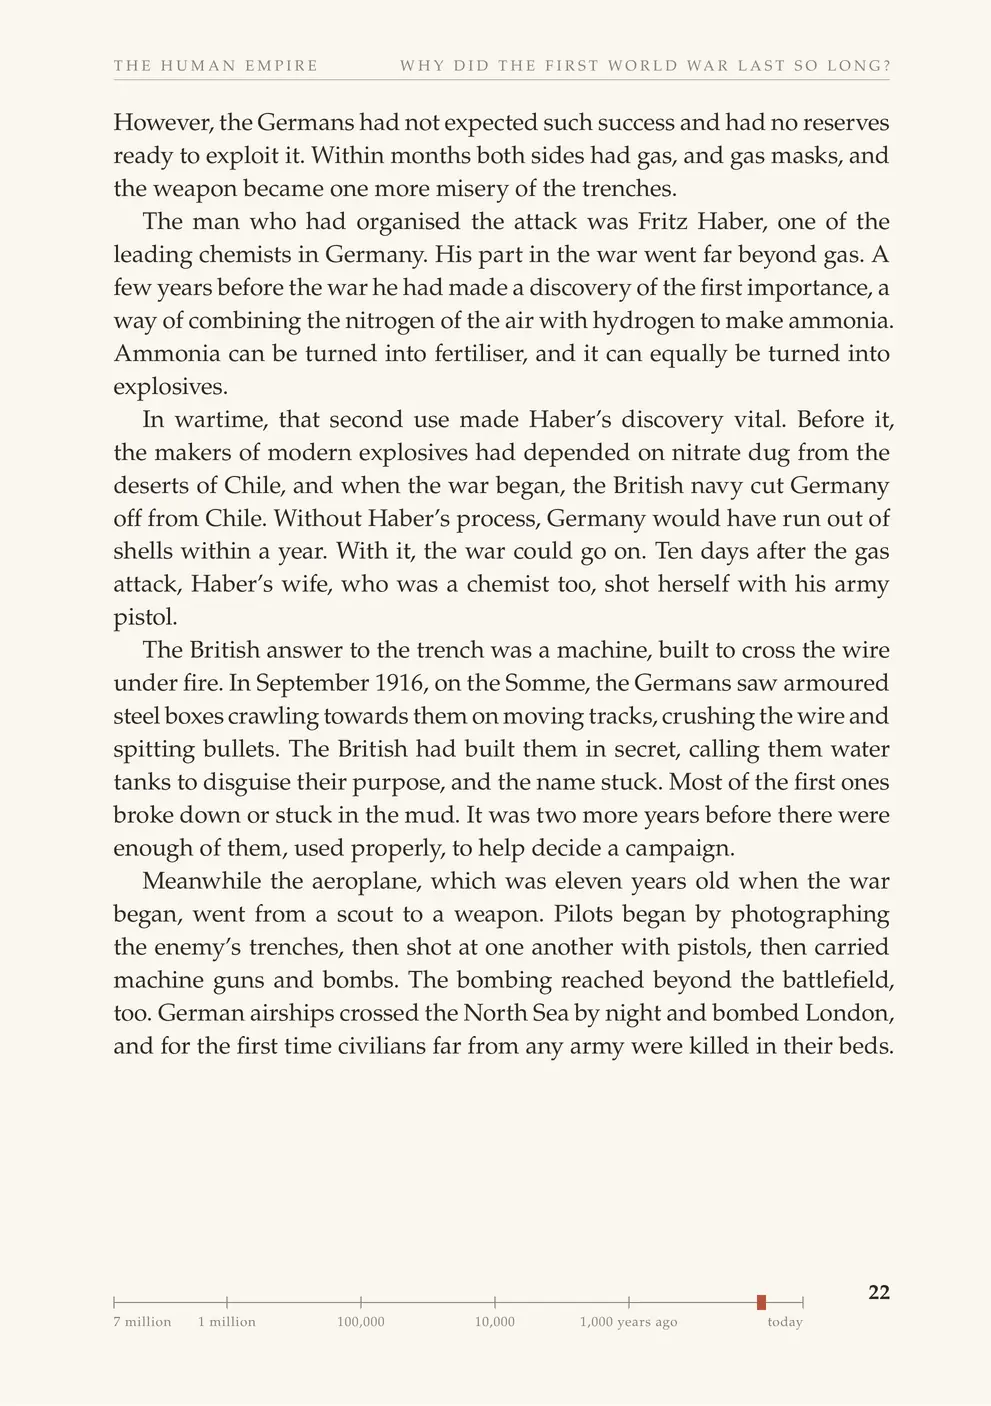 THE HUMAN EMPIRE WHY DID THE FIRST WORLD WAR LAST SO LONG?
However, the Germans had not expected such success and had no reserves
ready to exploit it. Within months both sides had gas, and gas masks, and
the weapon became one more misery of the trenches.
The man who had organised the attack was Fritz Haber, one of the
leading chemists in Germany. His part in the war went far beyond gas. A
few years before the war he had made a discovery of the first importance, a
way of combining the nitrogen of the air with hydrogen to make ammonia.
Ammonia can be turned into fertiliser, and it can equally be turned into
explosives.
In wartime, that second use made Haber’s discovery vital. Before it,
the makers of modern explosives had depended on nitrate dug from the
deserts of Chile, and when the war began, the British navy cut Germany
off from Chile. Without Haber’s process, Germany would have run out of
shells within a year. With it, the war could go on. Ten days after the gas
attack, Haber’s wife, who was a chemist too, shot herself with his army
pistol.
The British answer to the trench was a machine, built to cross the wire
under fire. In September 1916, on the Somme, the Germans saw armoured
steel boxes crawling towards them on moving tracks, crushing the wire and
spitting bullets. The British had built them in secret, calling them water
tanks to disguise their purpose, and the name stuck. Most of the first ones
broke down or stuck in the mud. It was two more years before there were
enough of them, used properly, to help decide a campaign.
Meanwhile the aeroplane, which was eleven years old when the war
began, went from a scout to a weapon. Pilots began by photographing
the enemy’s trenches, then shot at one another with pistols, then carried
machine guns and bombs. The bombing reached beyond the battlefield,
too. German airships crossed the North Sea by night and bombed London,
and for the first time civilians far from any army were killed in their beds.
22
7 million 1 million 100,000 10,000 1,000 years ago today